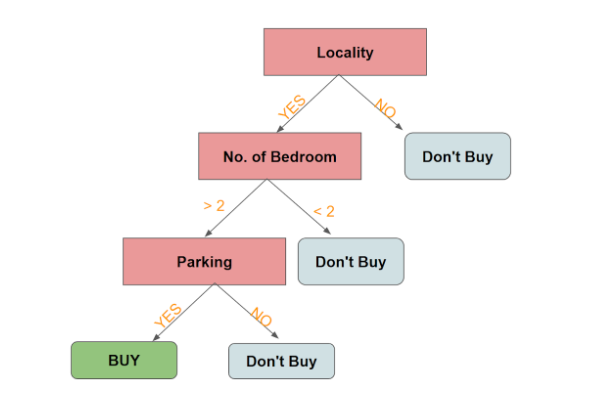 Locality
YES
NO
No. of Bedroom
Don't Buy
> 2
< 2
Parking
Don't Buy
YES
NO
BUY
Don't Buy